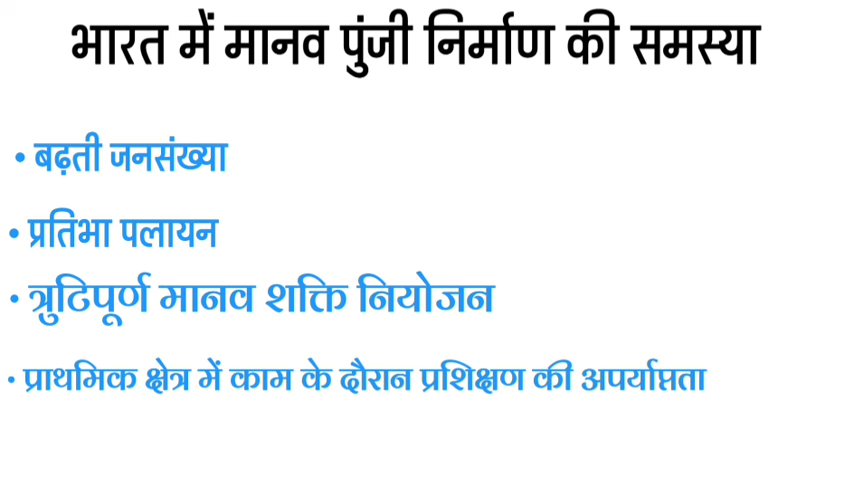 भारत में मानव पुंजी निर्माण की समस्या
• बढ़ती जनसंख्या
• प्रतिभा पलायन
• त्रुटिपूर्ण मानव शक्ति नियोजन
• प्राथमिक क्षेत्र में काम के दौरान प्रशिक्षण की अपर्याप्तता